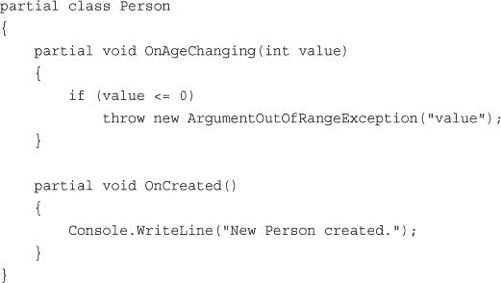 partial class Person
{
    partial void OnAgeChanging(int value)
    {
        if (value <= 0)
            throw new ArgumentOutOfRangeException("value");
    }

    partial void OnCreated()
    {
        Console.WriteLine("New Person created.");
    }
}